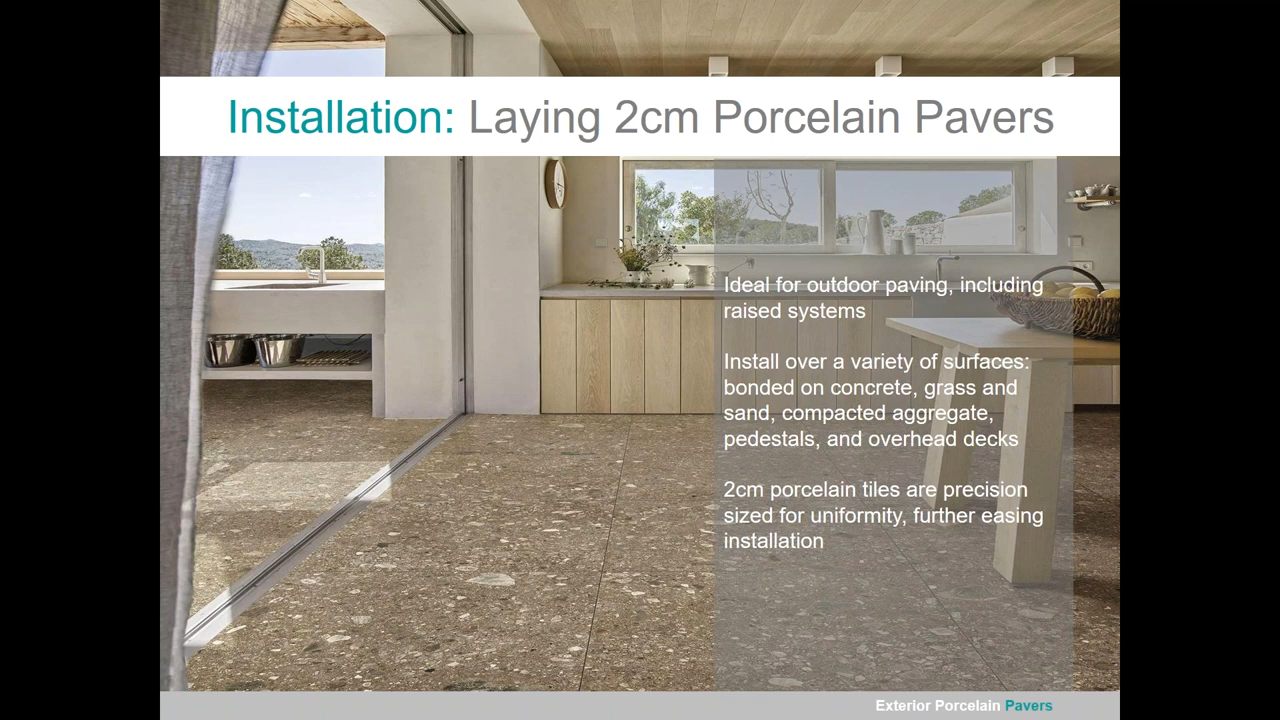 Installation: Laying 2cm Porcelain Pavers
Ideal for outdoor paving, including
raised systems
Install over a variety of surfaces:
bonded on concrete, grass and
sand, compacted aggregate,
pedestals, and overhead decks
2cm porcelain tiles are precision
sized for uniformity, further easing
installation
Exterior Porcelain Pavers